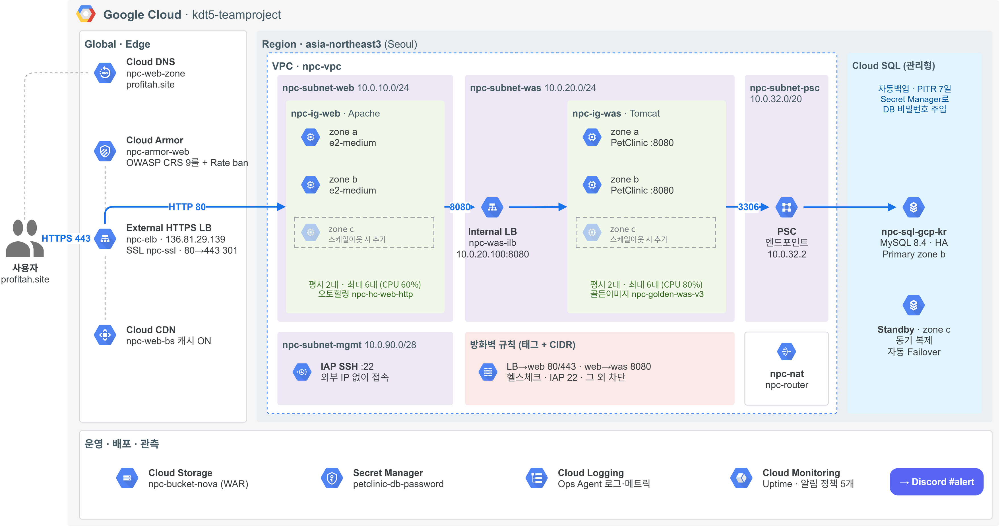 Google Cloud · kdt5-teamproject
Global · Edge
Cloud DNS
npc-web-zone
profitah.site
DNS
Cloud Armor
npc-armor-web
OWASP CRS 9룰 + Rate ban
HTTP 80
HTTPS 443
External HTTPS LB
npc-elb · 136.81.29.139
SSL npc-ssl · 80→443 301
사용자
profitah.site
Cloud CDN
npc-web-bs 캐시 ON
Region · asia-northeast3 (Seoul)
VPC · npc-vpc
npc-subnet-web 10.0.10.0/24
npc-ig-web · Apache
zone a
e2-medium
zone b
e2-medium
zone c
스케일아웃 시 추가
평시 2대 · 최대 6대 (CPU 60%)
오토힐링 npc-hc-web-http
8080
npc-subnet-was 10.0.20.0/24
Internal LB
npc-was-ilb
10.0.20.100:8080
npc-ig-was · Tomcat
zone a
PetClinic :8080
zone b
PetClinic :8080
zone c
스케일아웃 시 추가
평시 2대 · 최대 6대 (CPU 80%)
골든이미지 npc-golden-was-v3
3306
npc-subnet-psc
10.0.32.0/20
PSC
엔드포인트
10.0.32.2
Cloud SQL (관리형)
자동백업 · PITR 7일
Secret Manager로
DB 비밀번호 주입
npc-sql-gcp-kr
MySQL 8.4 · HA
Primary zone b
Standby · zone c
동기 복제
자동 Failover
npc-subnet-mgmt 10.0.90.0/28
IAP SSH :22
외부 IP 없이 접속
방화벽 규칙 (태그 + CIDR)
LB→web 80/443 · web→was 8080
헬스체크 · IAP 22 · 그 외 차단
npc-nat
npc-router
운영 · 배포 · 관측
Cloud Storage
npc-bucket-nova (WAR)
Secret Manager
petclinic-db-password
Cloud Logging
Ops Agent 로그·메트릭
Cloud Monitoring
Uptime · 알림 정책 5개
→ Discord #alert